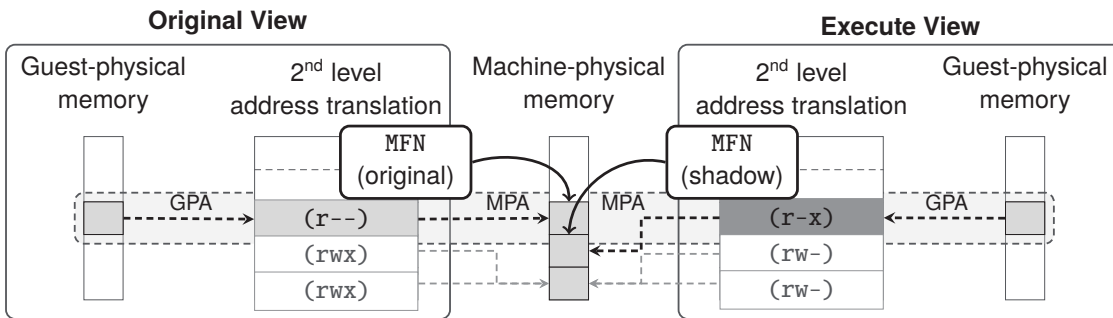 Original View
Execute View
Guest-physical
memory
2nd level
address translation
Machine-physical
memory
2nd level
address translation
Guest-physical
memory
MFN
(original)
MFN
(shadow)
GPA
(r--)
MPA
MPA
(r-x)
GPA
(rwx)
(rw-)
(rwx)
(rw-)